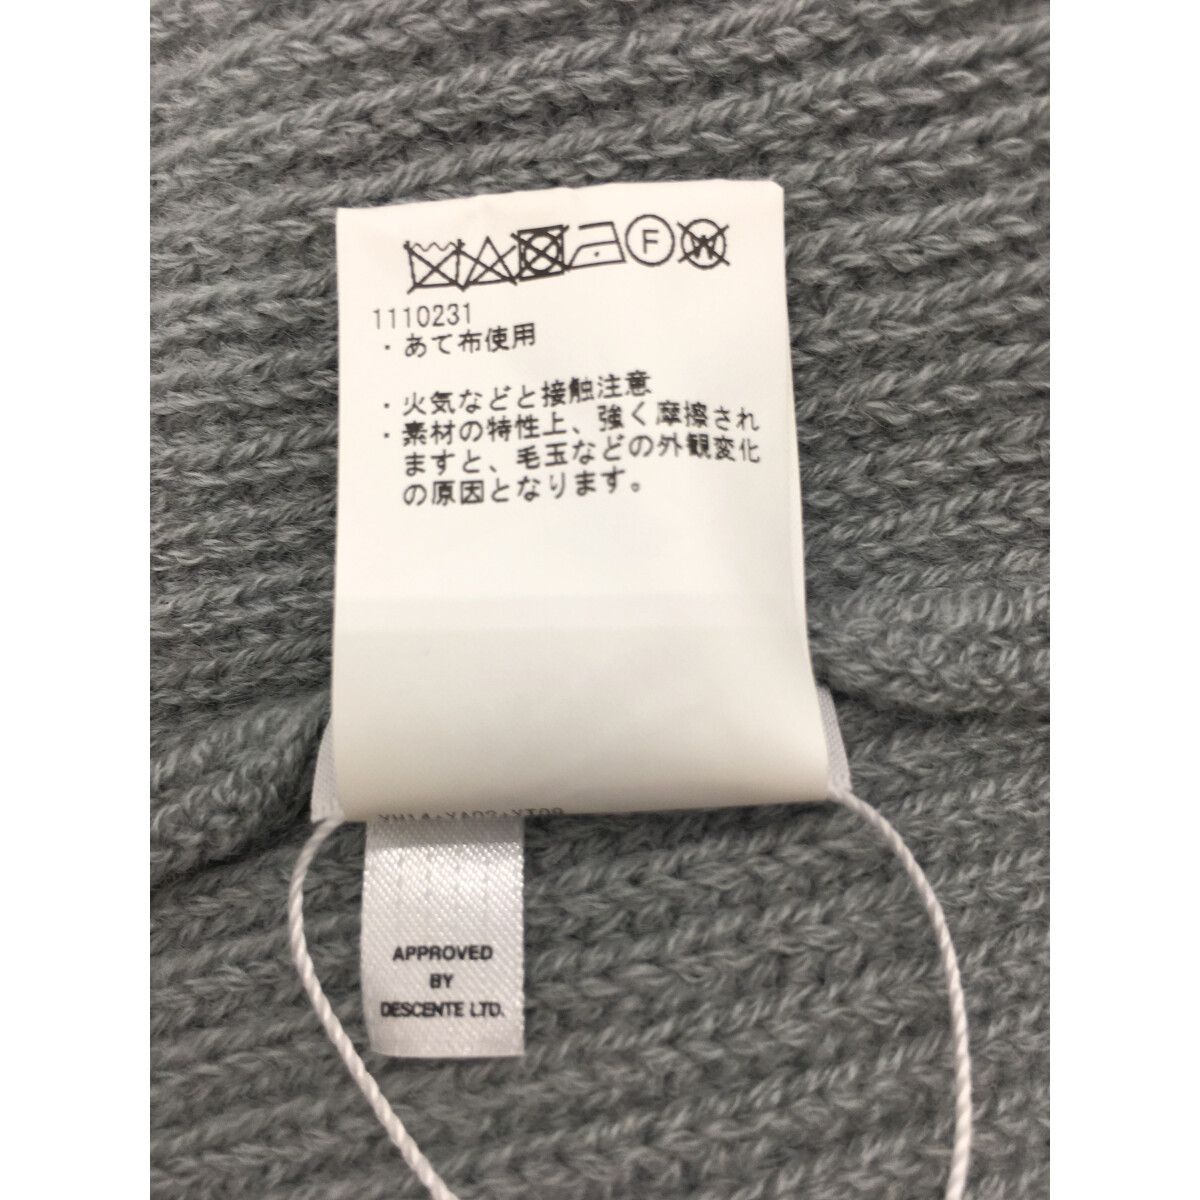 F W
1110231
・あて布使用
・火気などと接触注意
・素材の特性上、強く摩擦され
ますと、毛玉などの外観変化
の原因となります。
APPROVED
BY
DESCENTE LTD.